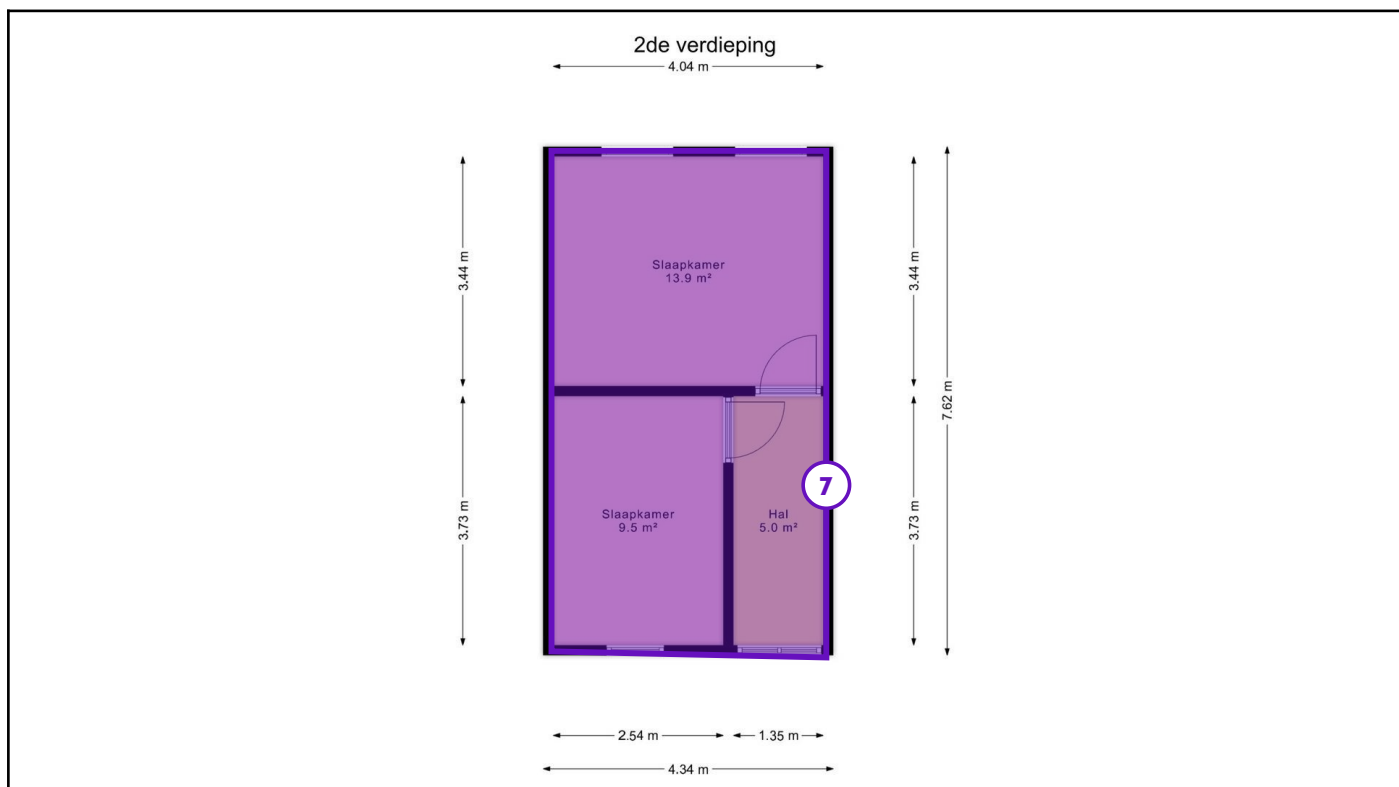 2de verdieping
4.04 m
3.44 m
3.44 m
Slaapkamer
13.9 m²
7.62 m
3.73 m
3.73 m
Slaapkamer
9.5 m²
Hal
5.0 m²
7
2.54 m
1.35 m
4.34 m